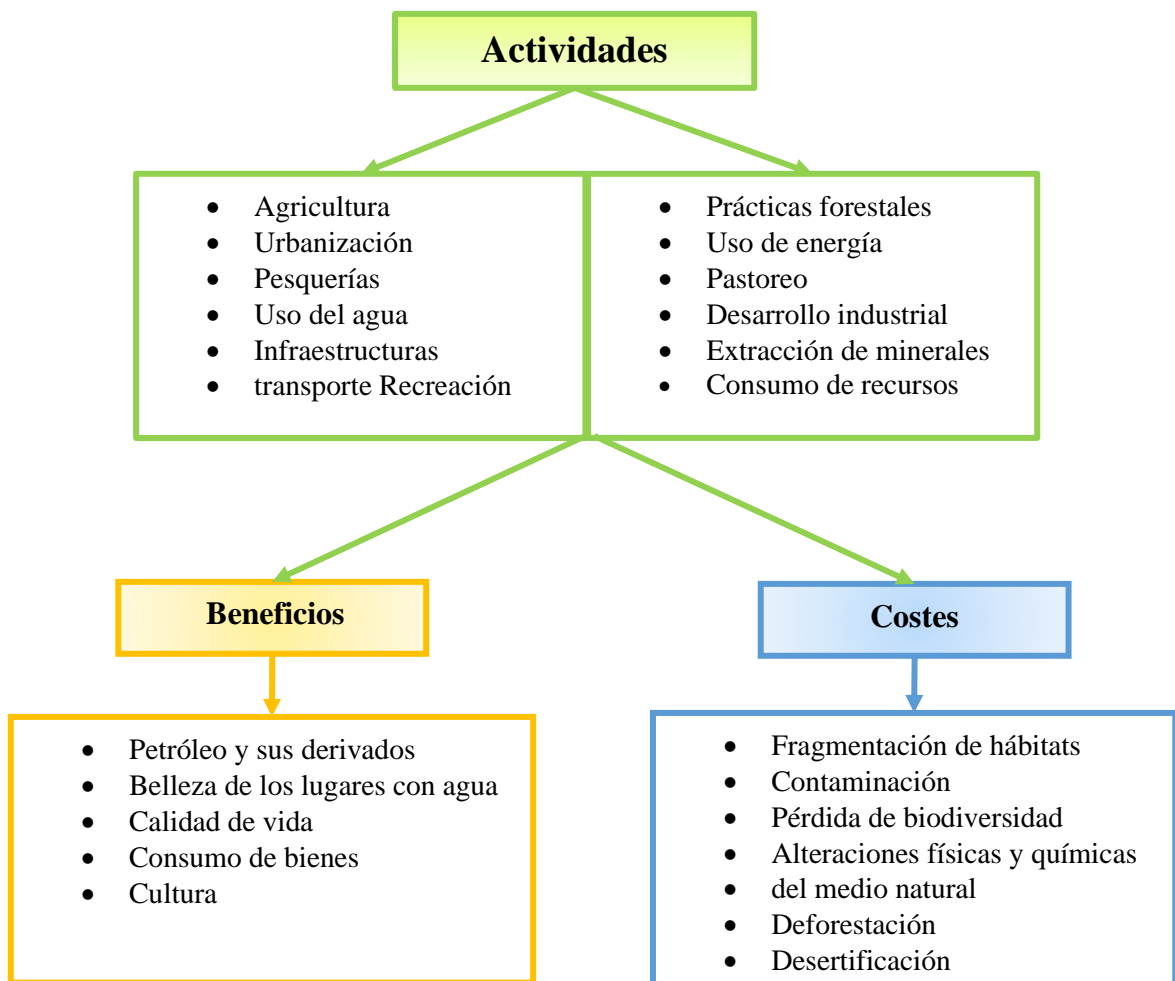 Actividades
• Agricultura
• Urbanización
• Pesquerías
• Uso del agua
• Infraestructuras
• transporte Recreación
• Prácticas forestales
• Uso de energía
• Pastoreo
• Desarrollo industrial
• Extracción de minerales
• Consumo de recursos
Beneficios
• Petróleo y sus derivados
• Belleza de los lugares con agua
• Calidad de vida
• Consumo de bienes
• Cultura
Costes
• Fragmentación de hábitats
• Contaminación
• Pérdida de biodiversidad
• Alteraciones físicas y químicas
• del medio natural
• Deforestación
• Desertificación